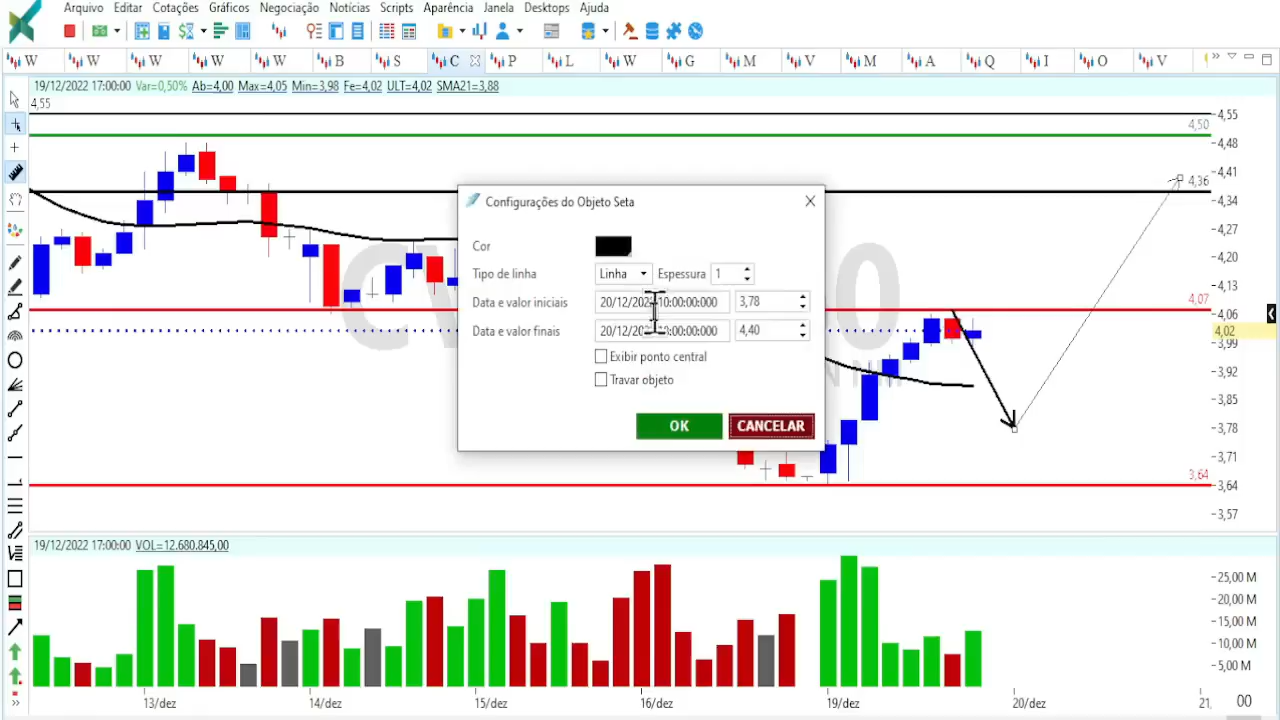 Arquivo Editar Cotações Gráficos Negociação Notícias Scripts Aparência Janela Desktops Ajuda
W W W W W B S C P L W G M V M A Q I O V
19/12/2022 17:00:00 Var=0,50% Ab=4,00 Max=4,05 Min=3,98 Fe=4,02 ULT=4,02 SMA21=3,88
4,55
4,55
4,50
4,48
4,41
4,36
4,34
4,27
4,20
4,13
4,07
4,06
4,02
3,99
3,92
3,85
3,78
3,71
3,64
3,64
3,57
Configurações do Objeto Seta
Cor
Tipo de linha Linha Espessura 1
Data e valor iniciais 10:00:00:000 3,78
Data e valor finais 4,40
Exibir ponto central
Travar objeto
OK CANCELAR
19/12/2022 17:00:00 VOL=12.680.845,00
25,00 M
20,00 M
15,00 M
10,00 M
5,00 M
13/dez 14/dez 15/dez 16/dez 19/dez 20/dez 21, 00